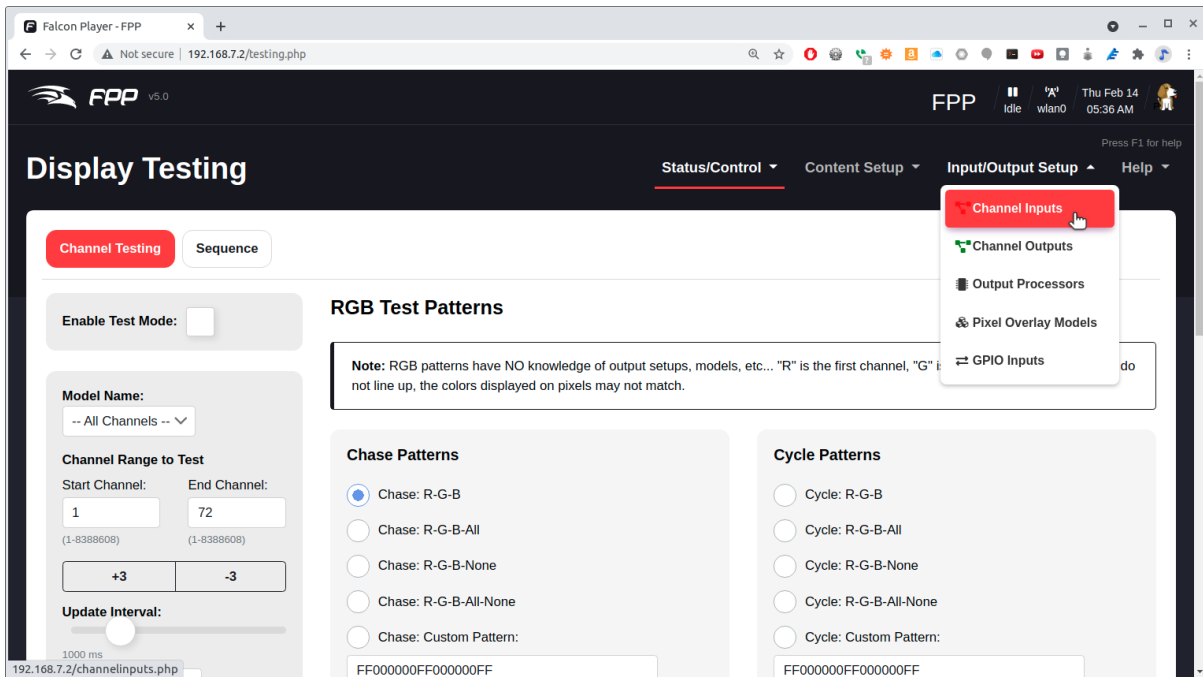 Falcon Player - FPP
Not secure | 192.168.7.2/testing.php
FPP v5.0
FPP
Idle
wlan0
Thu Feb 14
05:36 AM
Press F1 for help
Display Testing
Status/Control
Content Setup
Input/Output Setup
Help
Channel Inputs
Channel Outputs
Output Processors
Pixel Overlay Models
GPIO Inputs
Channel Testing
Sequence
Enable Test Mode:
RGB Test Patterns
Note: RGB patterns have NO knowledge of output setups, models, etc... "R" is the first channel, "G" do
not line up, the colors displayed on pixels may not match.
Model Name:
-- All Channels --
Channel Range to Test
Start Channel:
End Channel:
1
72
(1-8388608)
(1-8388608)
+3
-3
Update Interval:
1000 ms
Chase Patterns
Chase: R-G-B
Chase: R-G-B-All
Chase: R-G-B-None
Chase: R-G-B-All-None
Chase: Custom Pattern:
FF000000FF000000FF
Cycle Patterns
Cycle: R-G-B
Cycle: R-G-B-All
Cycle: R-G-B-None
Cycle: R-G-B-All-None
Cycle: Custom Pattern:
FF000000FF000000FF
192.168.7.2/channelinputs.php